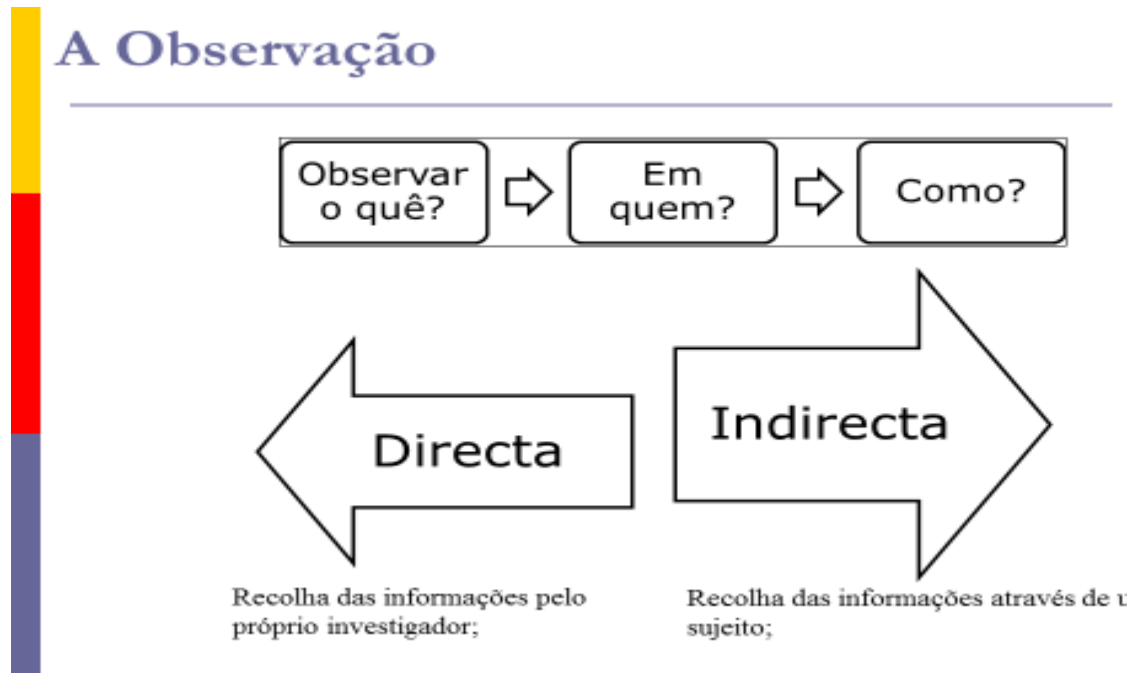 A Observação
Observar
o quê?
Em
quem?
Como?
Directa
Indirecta
Recolha das informações pelo
próprio investigador;
Recolha das informações através de
sujeito;